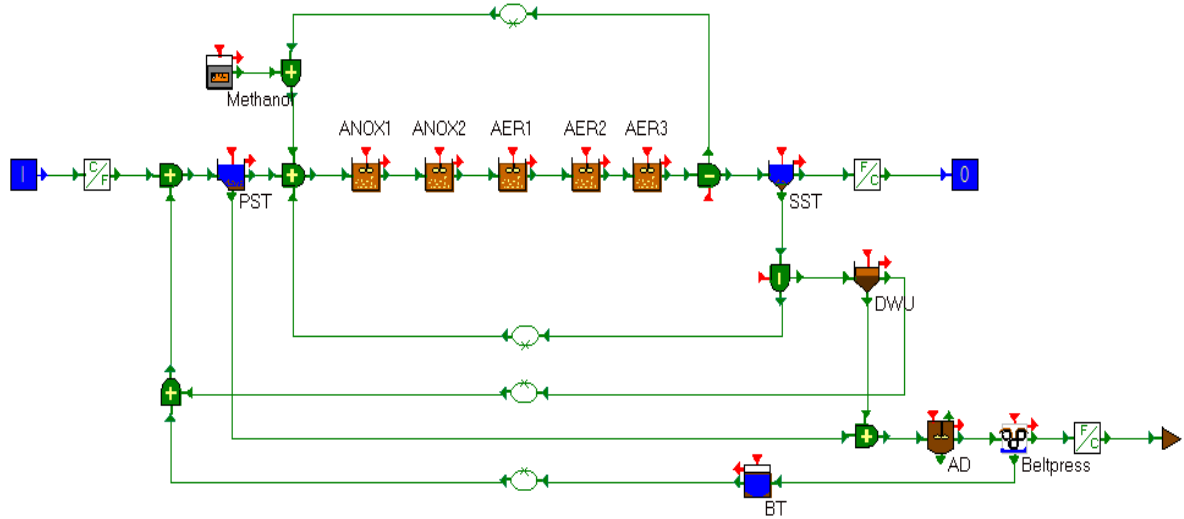 Methanol
ANOX1 ANOX2 AER1 AER2 AER3
I C/F PST SST F/C O
DWU
F/C
AD Beltpress
BT